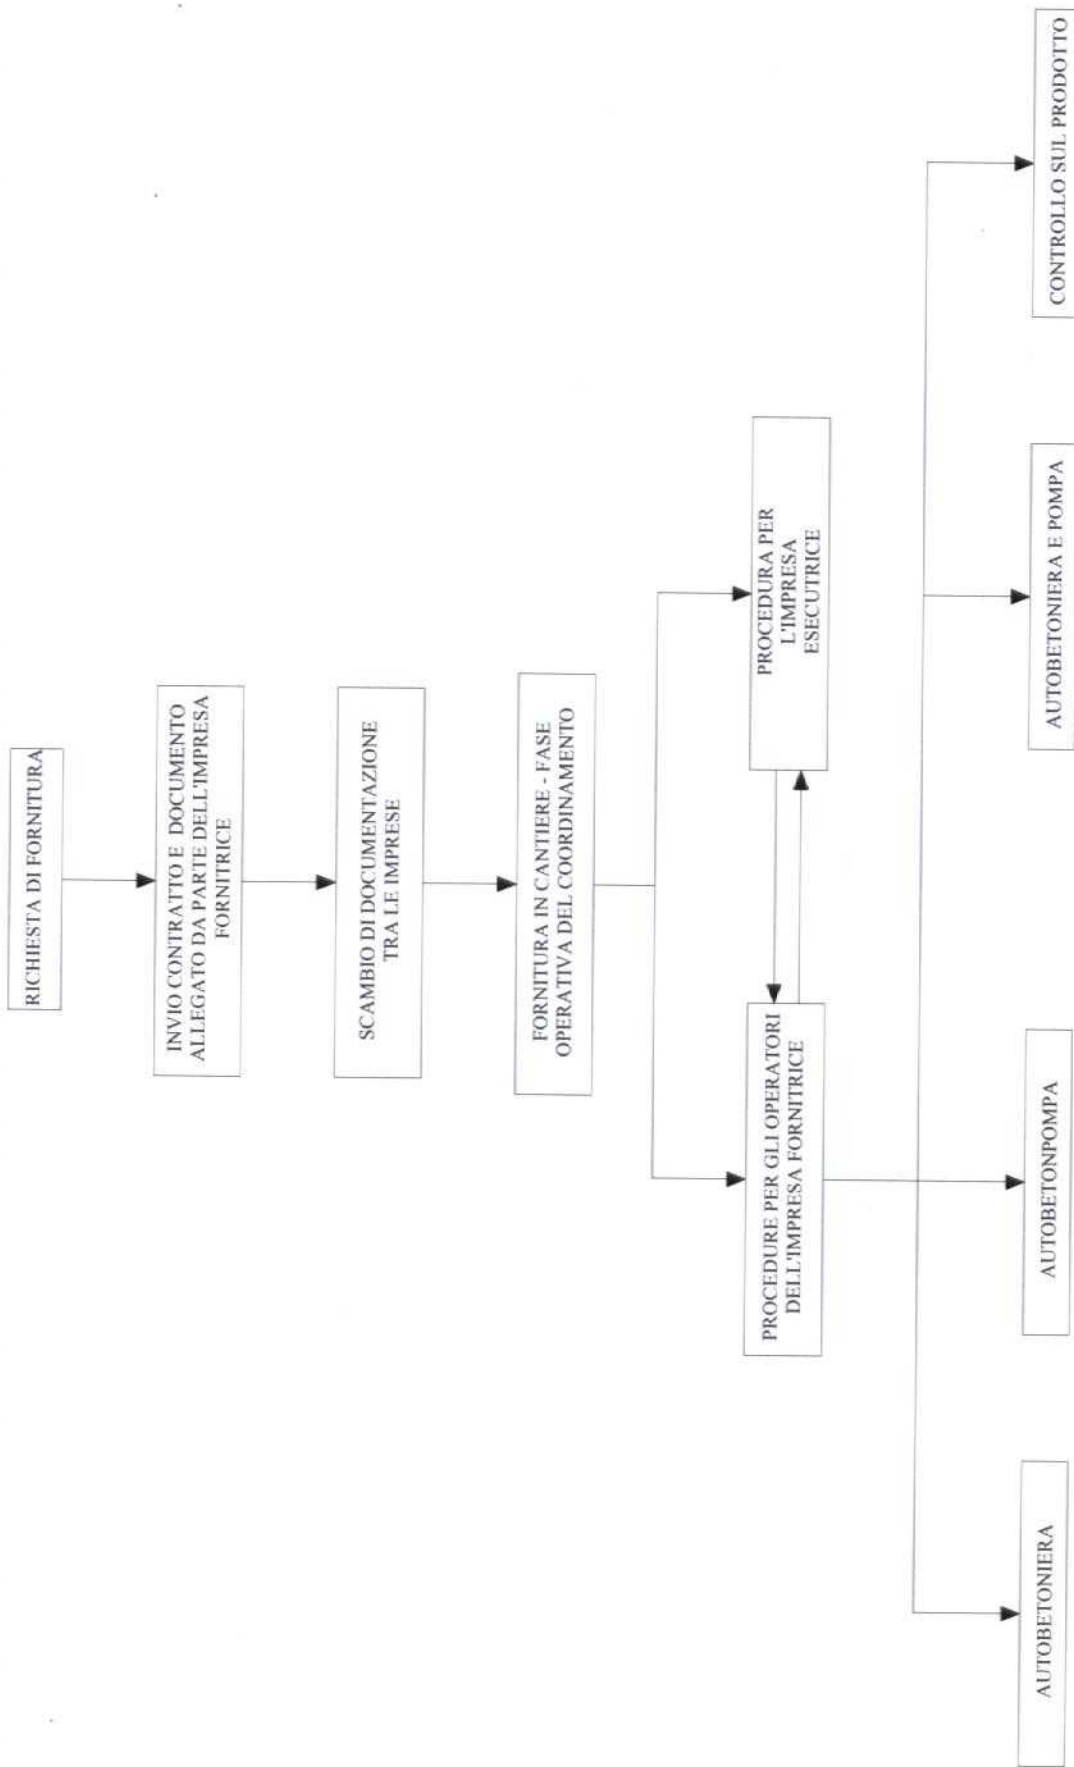 RICHIESTA DI FORNITURA
INVIO CONTRATTO E DOCUMENTO
ALLEGATO DA PARTE DELL'IMPRESA
FORNITRICE
SCAMBIO DI DOCUMENTAZIONE
TRA LE IMPRESE
FORNITURA IN CANTIERE - FASE
OPERATIVA DEL COORDINAMENTO
PROCEDURE PER GLI OPERATORI
DELL'IMPRESA FORNITRICE
PROCEDURA PER
L'IMPRESA
ESECUTRICE
AUTOBETONIERA
AUTOBETONPOMPA
AUTOBETONIERA E POMPA
CONTROLLO SUL PRODOTTO